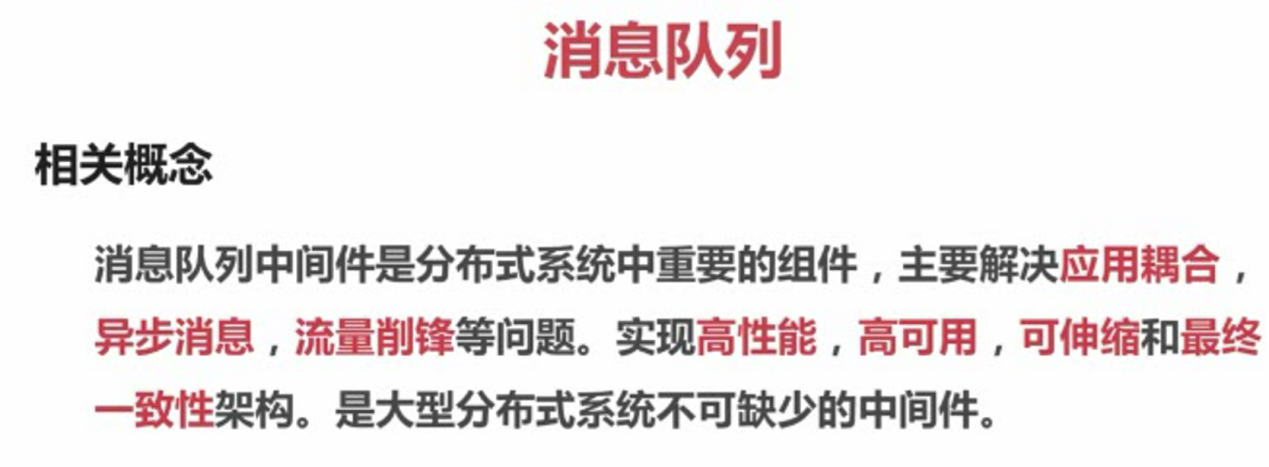 消息队列
相关概念
消息队列中间件是分布式系统中重要的组件，主要解决应用耦合，
异步消息，流量削锋等问题。实现高性能，高可用，可伸缩和最终
一致性架构。是大型分布式系统不可缺少的中间件。